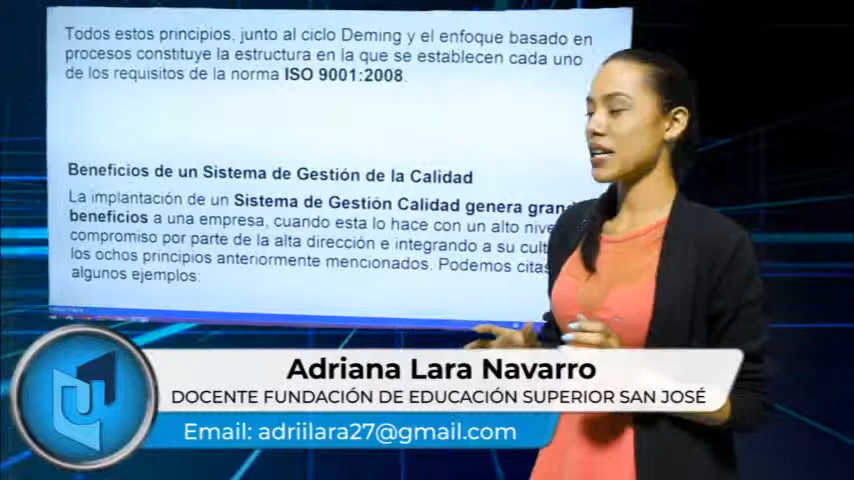 Todos estos principios, junto al ciclo Deming y el enfoque basado en
procesos constituye la estructura en la que se establecen cada uno
de los requisitos de la norma ISO 9001:2008.
Beneficios de un Sistema de Gestión de la Calidad
La implantación de un Sistema de Gestión Calidad genera
beneficios a una empresa, cuando esta lo hace con un alto
compromiso por parte de la alta dirección e integrando a su
los ochos principios anteriormente mencionados. Podemos
algunos ejemplos:
Adriana Lara Navarro
DOCENTE FUNDACIÓN DE EDUCACIÓN SUPERIOR SAN JOSÉ
Email: adriilara27@gmail.com